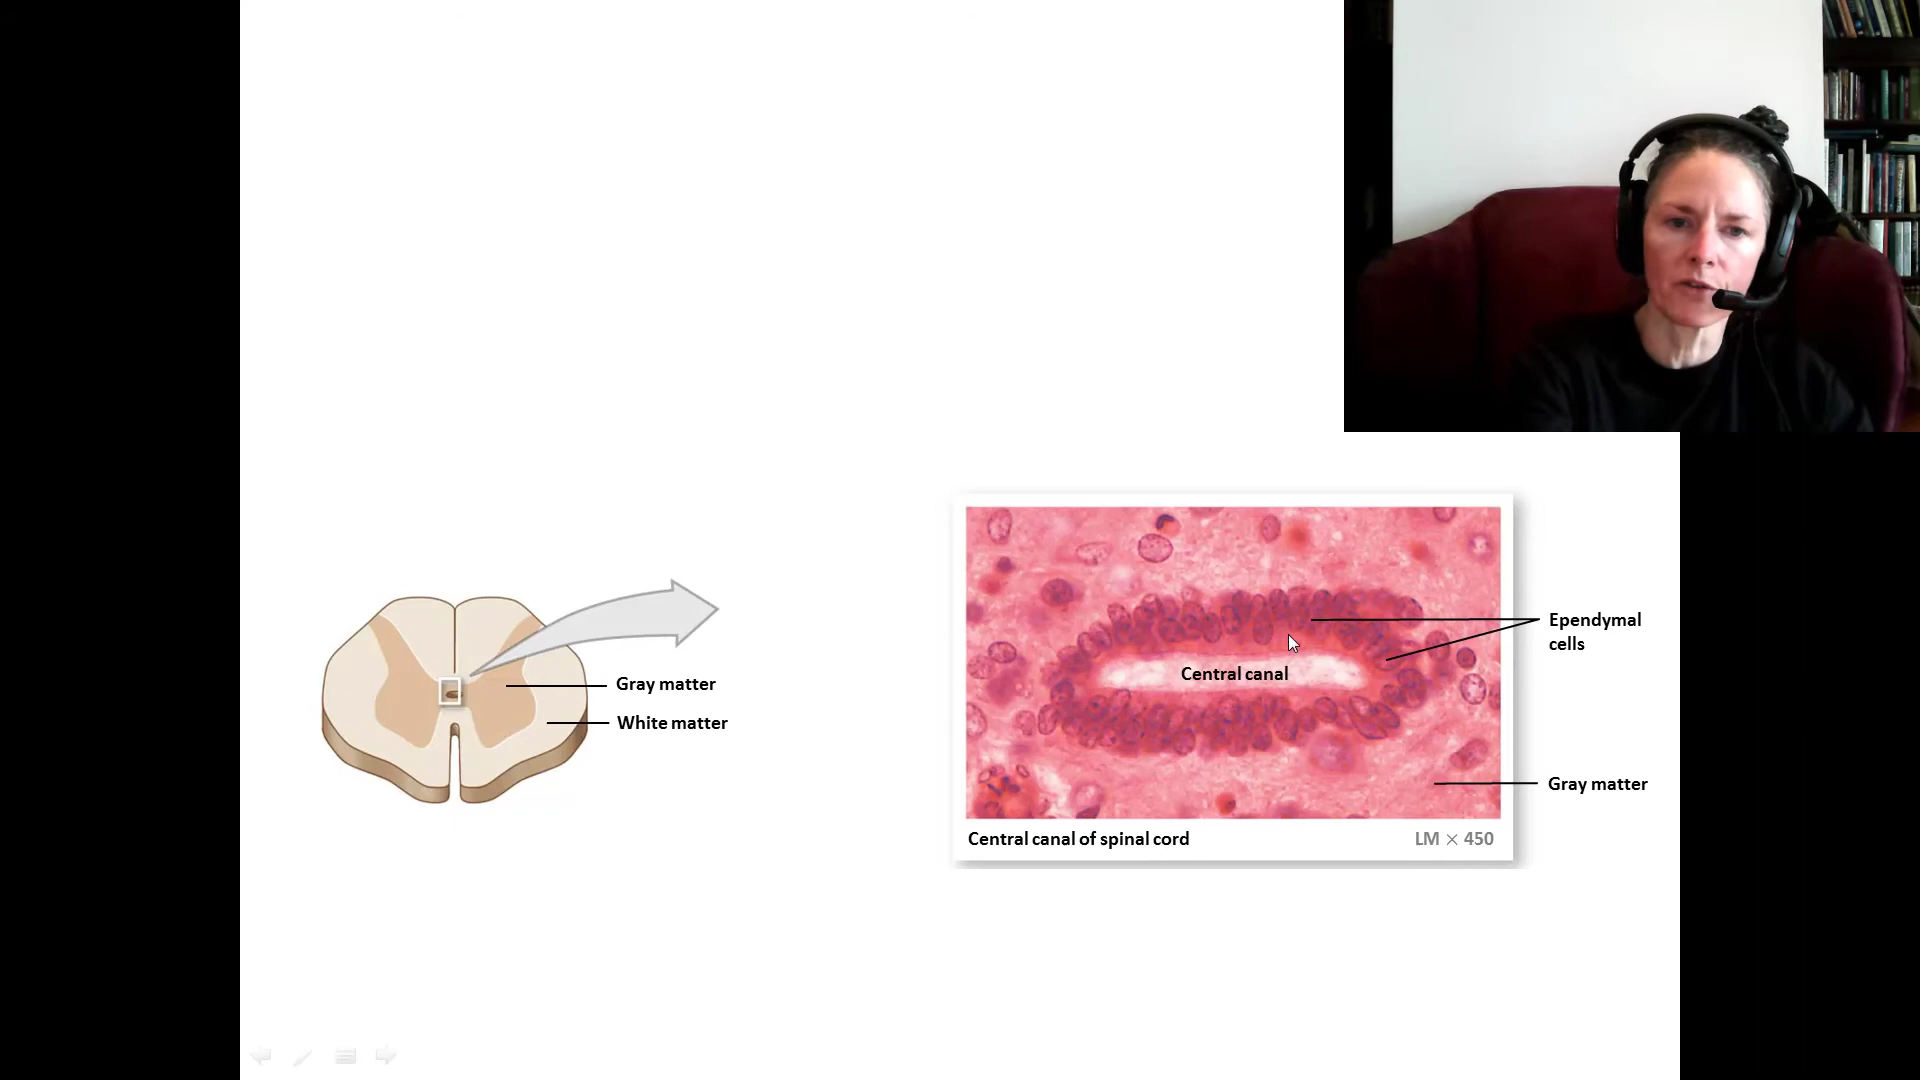 Gray matter
White matter
Central canal
Ependymal
cells
Gray matter
Central canal of spinal cord
LM × 450